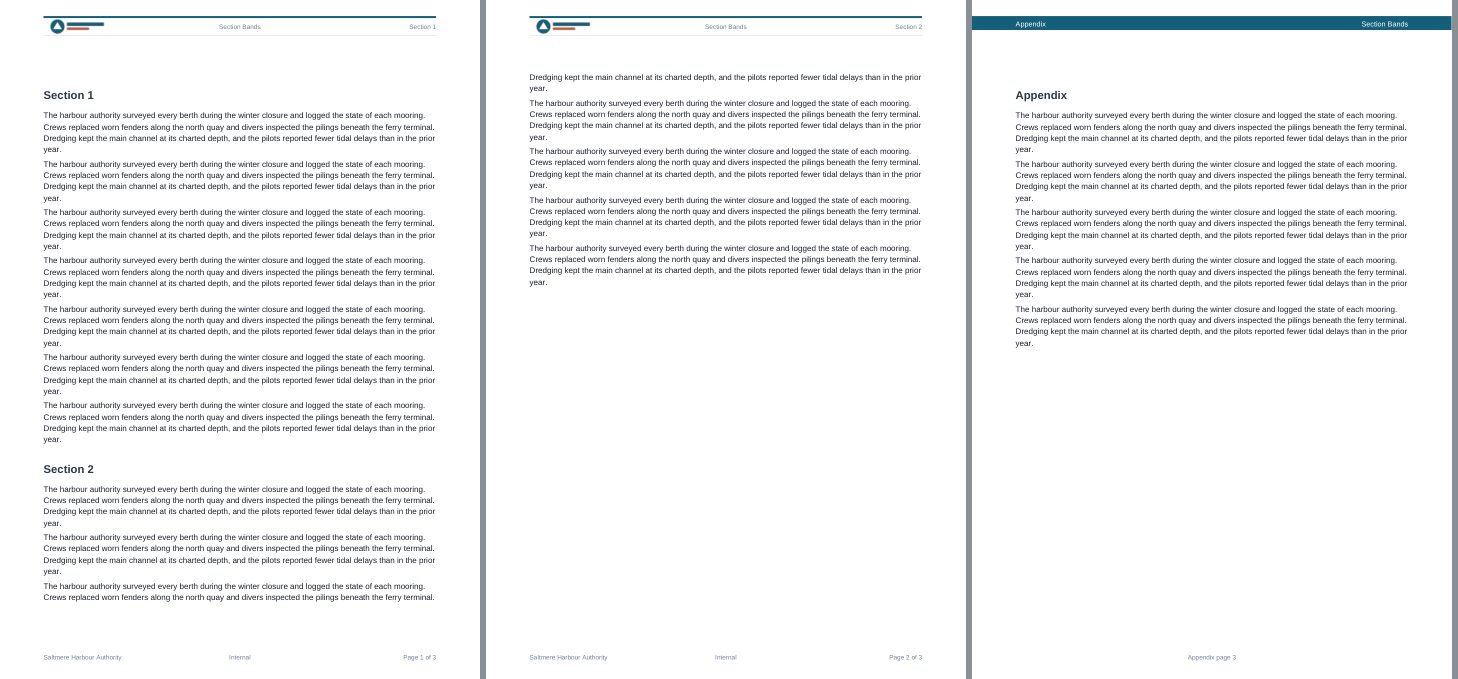 Section Bands
Section 1
Section 1
The harbour authority surveyed every berth during the winter closure and logged the state of each mooring.
Crews replaced worn fenders along the north quay and divers inspected the pilings beneath the ferry terminal.
Dredging kept the main channel at its charted depth, and the pilots reported fewer tidal delays than in the prior
year.
The harbour authority surveyed every berth during the winter closure and logged the state of each mooring.
Crews replaced worn fenders along the north quay and divers inspected the pilings beneath the ferry terminal.
Dredging kept the main channel at its charted depth, and the pilots reported fewer tidal delays than in the prior
year.
The harbour authority surveyed every berth during the winter closure and logged the state of each mooring.
Crews replaced worn fenders along the north quay and divers inspected the pilings beneath the ferry terminal.
Dredging kept the main channel at its charted depth, and the pilots reported fewer tidal delays than in the prior
year.
The harbour authority surveyed every berth during the winter closure and logged the state of each mooring.
Crews replaced worn fenders along the north quay and divers inspected the pilings beneath the ferry terminal.
Dredging kept the main channel at its charted depth, and the pilots reported fewer tidal delays than in the prior
year.
The harbour authority surveyed every berth during the winter closure and logged the state of each mooring.
Crews replaced worn fenders along the north quay and divers inspected the pilings beneath the ferry terminal.
Dredging kept the main channel at its charted depth, and the pilots reported fewer tidal delays than in the prior
year.
The harbour authority surveyed every berth during the winter closure and logged the state of each mooring.
Crews replaced worn fenders along the north quay and divers inspected the pilings beneath the ferry terminal.
Dredging kept the main channel at its charted depth, and the pilots reported fewer tidal delays than in the prior
year.
The harbour authority surveyed every berth during the winter closure and logged the state of each mooring.
Crews replaced worn fenders along the north quay and divers inspected the pilings beneath the ferry terminal.
Dredging kept the main channel at its charted depth, and the pilots reported fewer tidal delays than in the prior
year.
Section 2
The harbour authority surveyed every berth during the winter closure and logged the state of each mooring.
Crews replaced worn fenders along the north quay and divers inspected the pilings beneath the ferry terminal.
Dredging kept the main channel at its charted depth, and the pilots reported fewer tidal delays than in the prior
year.
The harbour authority surveyed every berth during the winter closure and logged the state of each mooring.
Crews replaced worn fenders along the north quay and divers inspected the pilings beneath the ferry terminal.
Dredging kept the main channel at its charted depth, and the pilots reported fewer tidal delays than in the prior
year.
The harbour authority surveyed every berth during the winter closure and logged the state of each mooring.
Crews replaced worn fenders along the north quay and divers inspected the pilings beneath the ferry terminal.
Saltmere Harbour Authority
Internal
Page 1 of 3
Section Bands
Section 2
Dredging kept the main channel at its charted depth, and the pilots reported fewer tidal delays than in the prior
year.
The harbour authority surveyed every berth during the winter closure and logged the state of each mooring.
Crews replaced worn fenders along the north quay and divers inspected the pilings beneath the ferry terminal.
Dredging kept the main channel at its charted depth, and the pilots reported fewer tidal delays than in the prior
year.
The harbour authority surveyed every berth during the winter closure and logged the state of each mooring.
Crews replaced worn fenders along the north quay and divers inspected the pilings beneath the ferry terminal.
Dredging kept the main channel at its charted depth, and the pilots reported fewer tidal delays than in the prior
year.
The harbour authority surveyed every berth during the winter closure and logged the state of each mooring.
Crews replaced worn fenders along the north quay and divers inspected the pilings beneath the ferry terminal.
Dredging kept the main channel at its charted depth, and the pilots reported fewer tidal delays than in the prior
year.
The harbour authority surveyed every berth during the winter closure and logged the state of each mooring.
Crews replaced worn fenders along the north quay and divers inspected the pilings beneath the ferry terminal.
Dredging kept the main channel at its charted depth, and the pilots reported fewer tidal delays than in the prior
year.
Saltmere Harbour Authority
Internal
Page 2 of 3
Appendix
Section Bands
Appendix
The harbour authority surveyed every berth during the winter closure and logged the state of each mooring.
Crews replaced worn fenders along the north quay and divers inspected the pilings beneath the ferry terminal.
Dredging kept the main channel at its charted depth, and the pilots reported fewer tidal delays than in the prior
year.
The harbour authority surveyed every berth during the winter closure and logged the state of each mooring.
Crews replaced worn fenders along the north quay and divers inspected the pilings beneath the ferry terminal.
Dredging kept the main channel at its charted depth, and the pilots reported fewer tidal delays than in the prior
year.
The harbour authority surveyed every berth during the winter closure and logged the state of each mooring.
Crews replaced worn fenders along the north quay and divers inspected the pilings beneath the ferry terminal.
Dredging kept the main channel at its charted depth, and the pilots reported fewer tidal delays than in the prior
year.
The harbour authority surveyed every berth during the winter closure and logged the state of each mooring.
Crews replaced worn fenders along the north quay and divers inspected the pilings beneath the ferry terminal.
Dredging kept the main channel at its charted depth, and the pilots reported fewer tidal delays than in the prior
year.
The harbour authority surveyed every berth during the winter closure and logged the state of each mooring.
Crews replaced worn fenders along the north quay and divers inspected the pilings beneath the ferry terminal.
Dredging kept the main channel at its charted depth, and the pilots reported fewer tidal delays than in the prior
year.
Appendix page 3